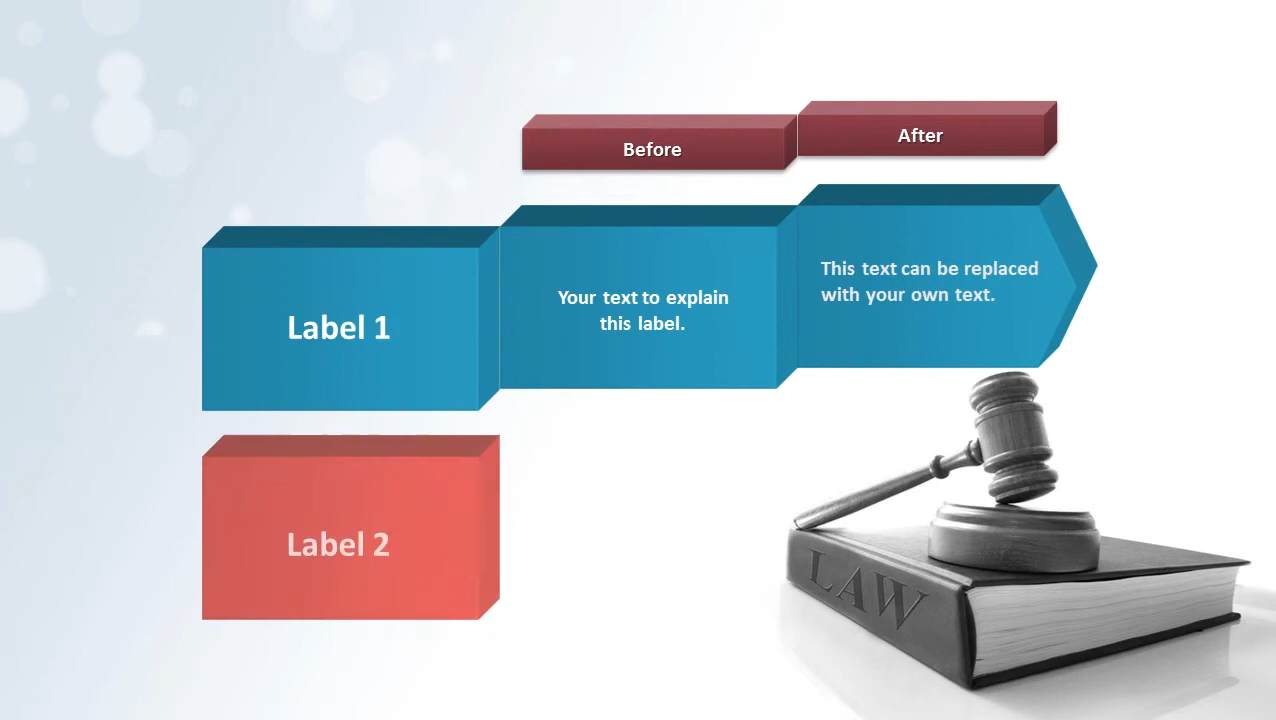 Before
After
Label 1
Your text to explain
this label.
This text can be replaced
with your own text.
Label 2
LAW